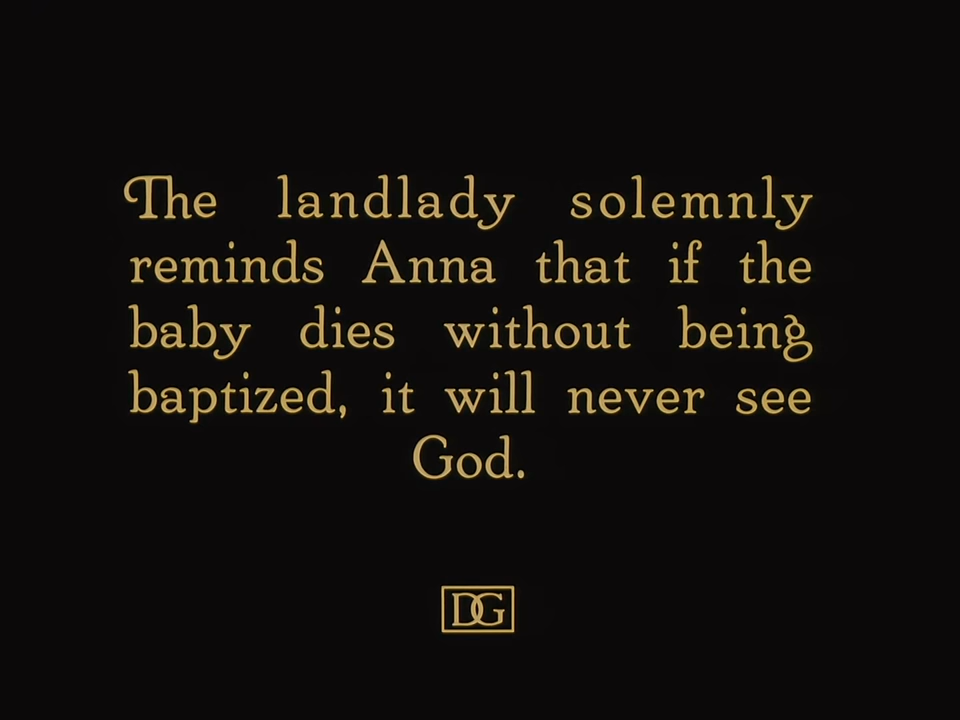 The landlady solemnly
reminds Anna that if the
baby dies without being
baptized, it will never see
God.
DG